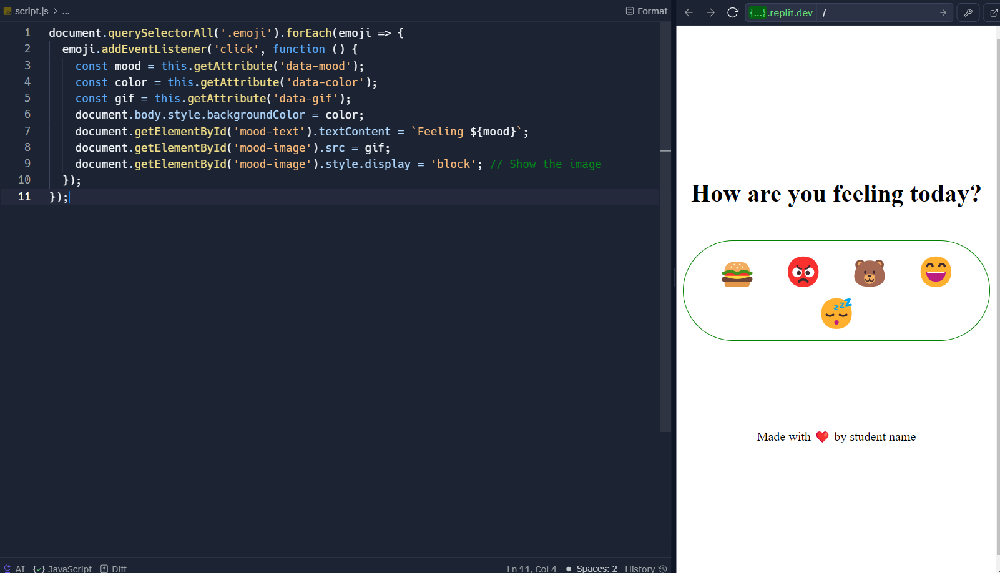 script.js > ...
Format
1 document.querySelectorAll('.emoji').forEach(emoji => {
2 emoji.addEventListener('click', function () {
3 const mood = this.getAttribute('data-mood');
4 const color = this.getAttribute('data-color');
5 const gif = this.getAttribute('data-gif');
6 document.body.style.backgroundColor = color;
7 document.getElementById('mood-text').textContent = `Feeling ${mood}`;
8 document.getElementById('mood-image').src = gif;
9 document.getElementById('mood-image').style.display = 'block'; // Show the image
10 });
11 });
AI {✓} JavaScript Diff
Ln 11, Col 4 ● Spaces: 2 History
{...}.replit.dev /
How are you feeling today?
Made with ❤️ by student name